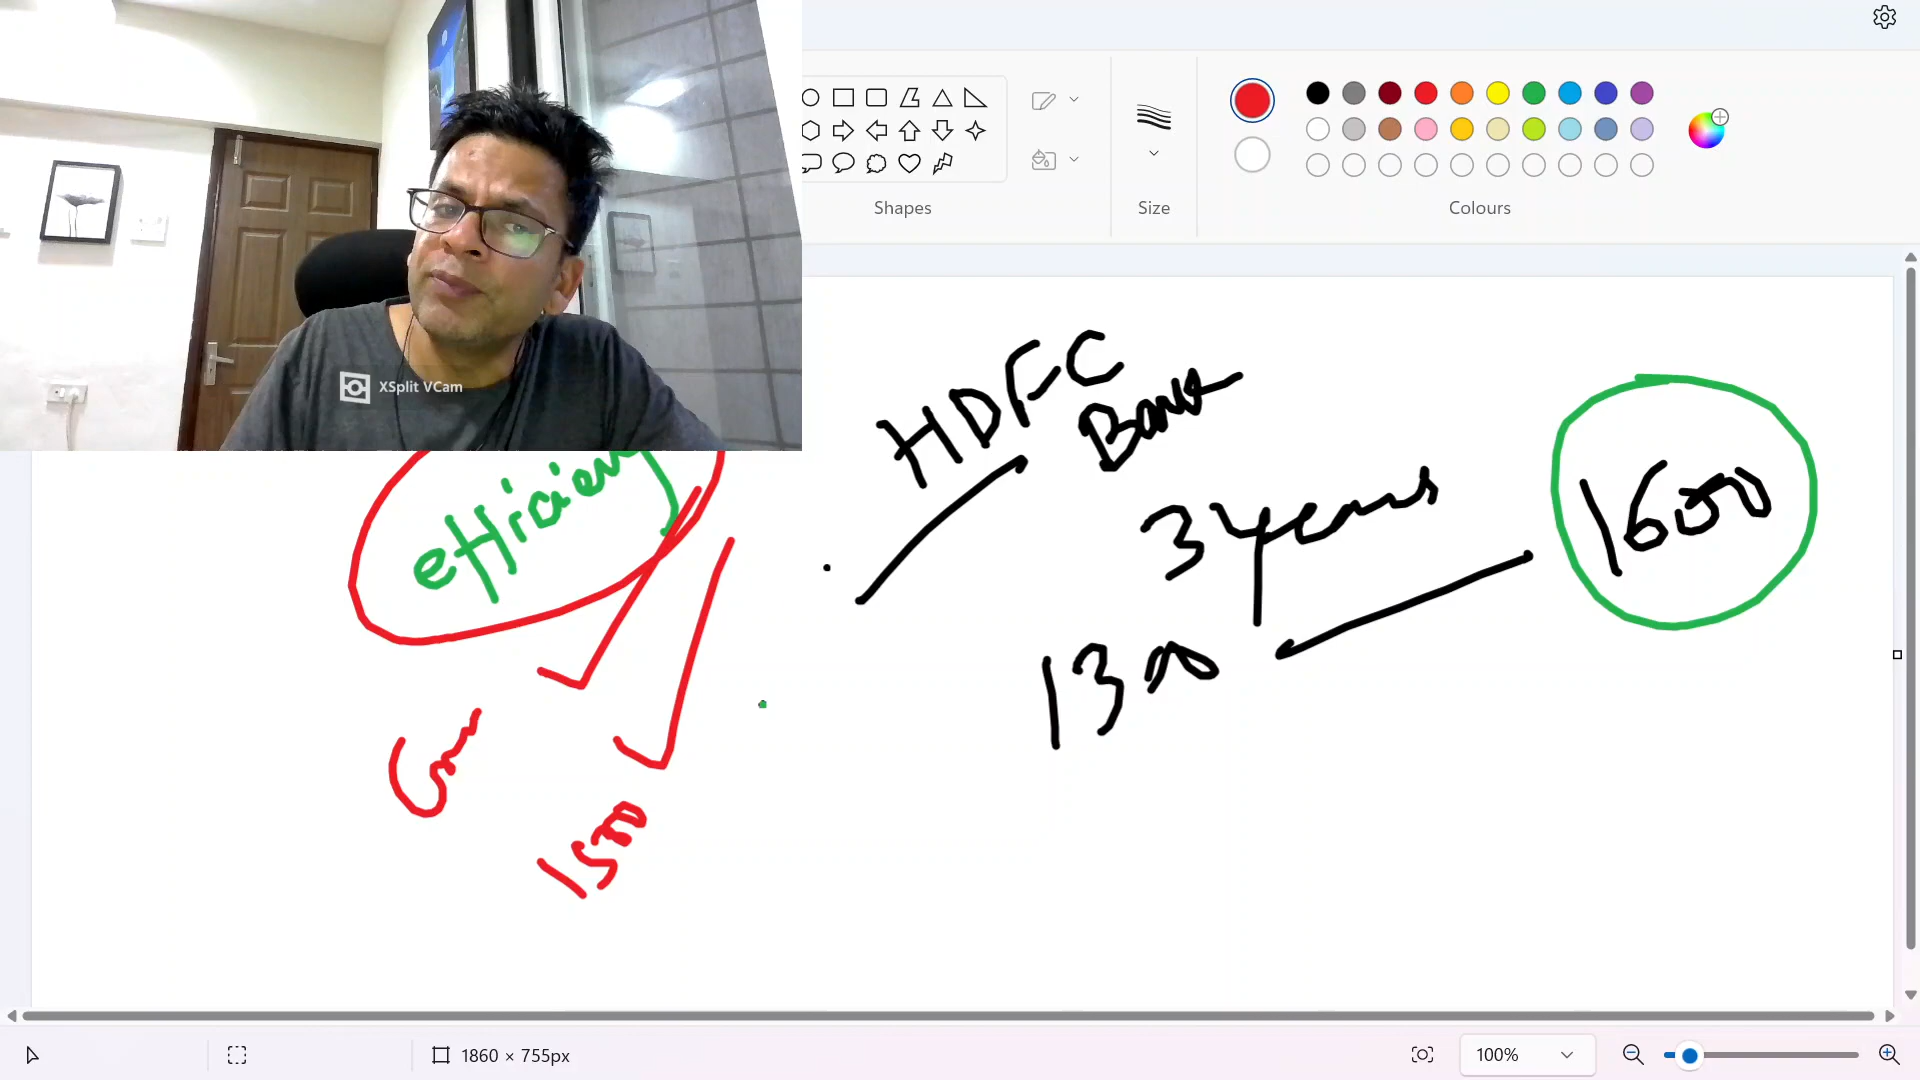 XSplit VCam
Shapes
Size
Colours
HDFC
Bank
efficien
3 years
1600
1300
1500
1860 × 755px
100%